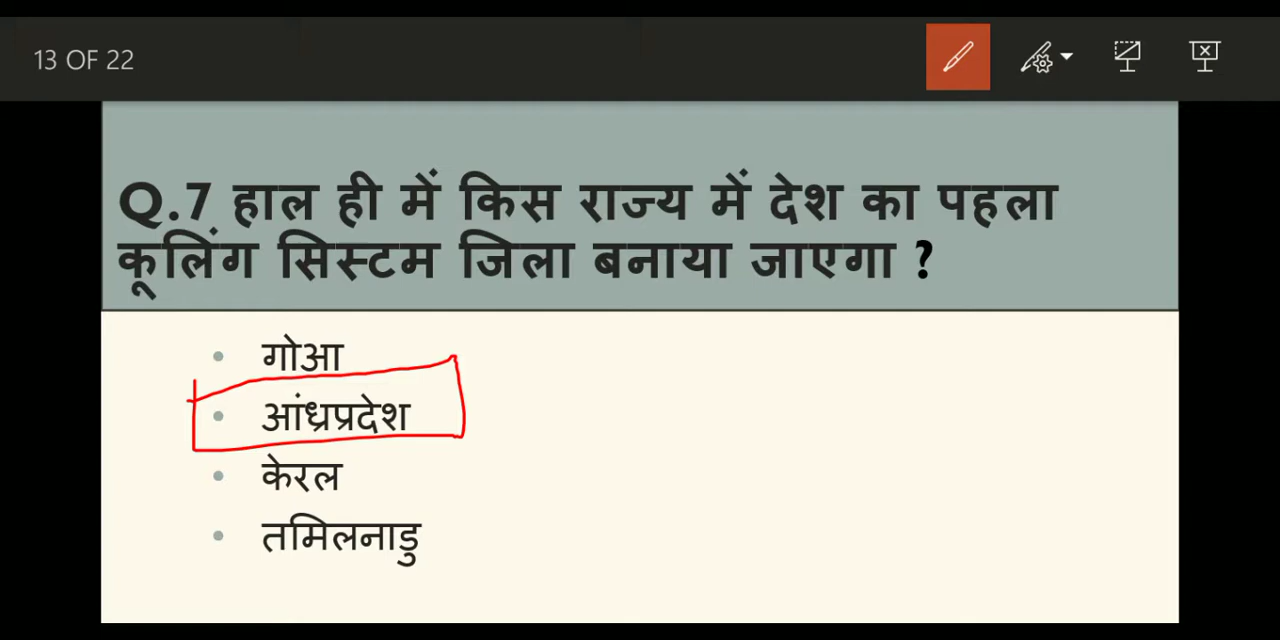 13 OF 22
Q.7 हाल ही में किस राज्य में देश का पहला
कूलिंग सिस्टम जिला बनाया जाएगा ?
• गोआ
• आंध्रप्रदेश
• केरल
• तमिलनाडु